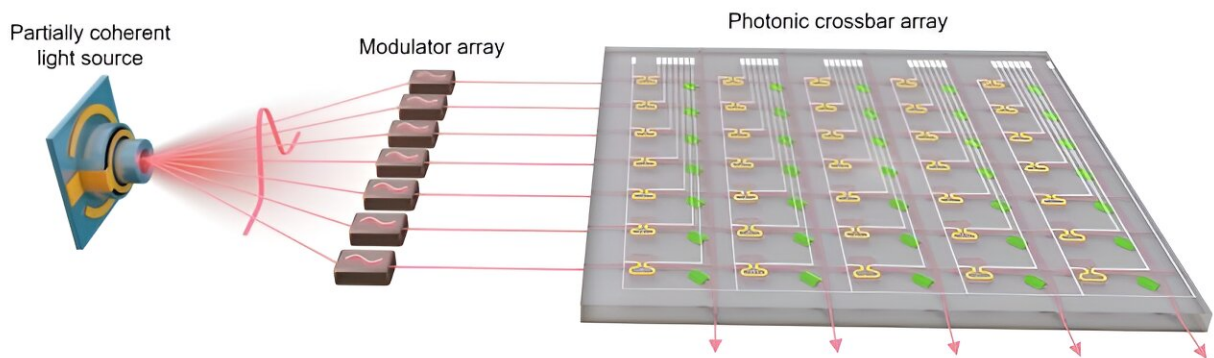 Partially coherent
light source
Modulator array
Photonic crossbar array